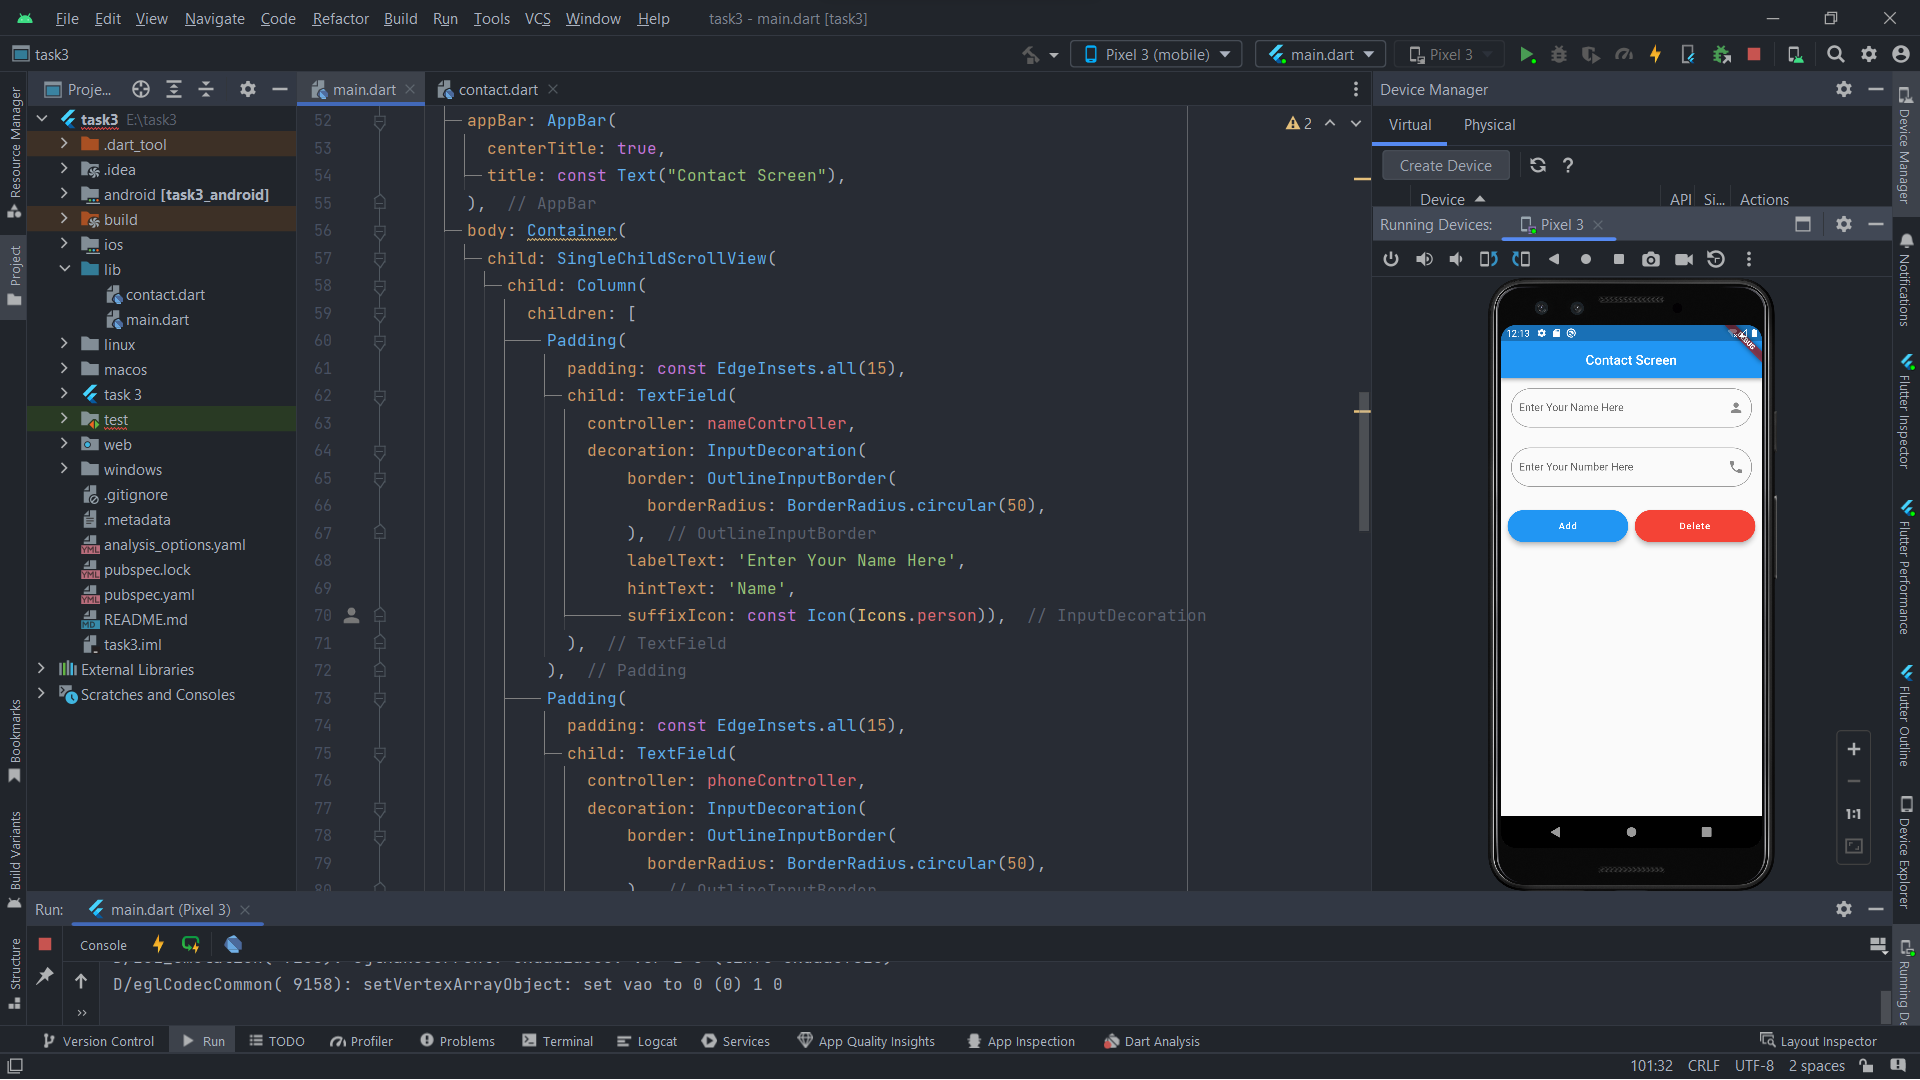 File Edit View Navigate Code Refactor Build Run Tools VCS Window Help task3 - main.dart [task3]
task3
Pixel 3 (mobile)
main.dart
Pixel 3
Proje...
main.dart
contact.dart
Device Manager
Resource Manager
Project
Bookmarks
Build Variants
Structure
task3 E:\task3
.dart_tool
.idea
android [task3_android]
build
ios
lib
contact.dart
main.dart
linux
macos
task 3
test
web
windows
.gitignore
.metadata
analysis_options.yaml
pubspec.lock
pubspec.yaml
README.md
task3.iml
External Libraries
Scratches and Consoles
2
52 appBar: AppBar(
53 centerTitle: true,
54 title: const Text("Contact Screen"),
55 ), // AppBar
56 body: Container(
57 child: SingleChildScrollView(
58 child: Column(
59 children: [
60 Padding(
61 padding: const EdgeInsets.all(15),
62 child: TextField(
63 controller: nameController,
64 decoration: InputDecoration(
65 border: OutlineInputBorder(
66 borderRadius: BorderRadius.circular(50),
67 ), // OutlineInputBorder
68 labelText: 'Enter Your Name Here',
69 hintText: 'Name',
70 suffixIcon: const Icon(Icons.person)), // InputDecoration
71 ), // TextField
72 ), // Padding
73 Padding(
74 padding: const EdgeInsets.all(15),
75 child: TextField(
76 controller: phoneController,
77 decoration: InputDecoration(
78 border: OutlineInputBorder(
79 borderRadius: BorderRadius.circular(50),
80 ), // OutlineInputBorder
Virtual Physical
Create Device
?
Device API Si... Actions
Running Devices: Pixel 3
12:13
Contact Screen
Enter Your Name Here
Enter Your Number Here
Add Delete
1:1
Device Manager
Notifications
Flutter Inspector
Flutter Performance
Flutter Outline
Device Explorer
Running De
Run: main.dart (Pixel 3)
Console
D/eglCodecCommon( 9158): setVertexArrayObject: set vao to 0 (0) 1 0
Version Control Run TODO Profiler Problems Terminal Logcat Services App Quality Insights App Inspection Dart Analysis Layout Inspector
101:32 CRLF UTF-8 2 spaces